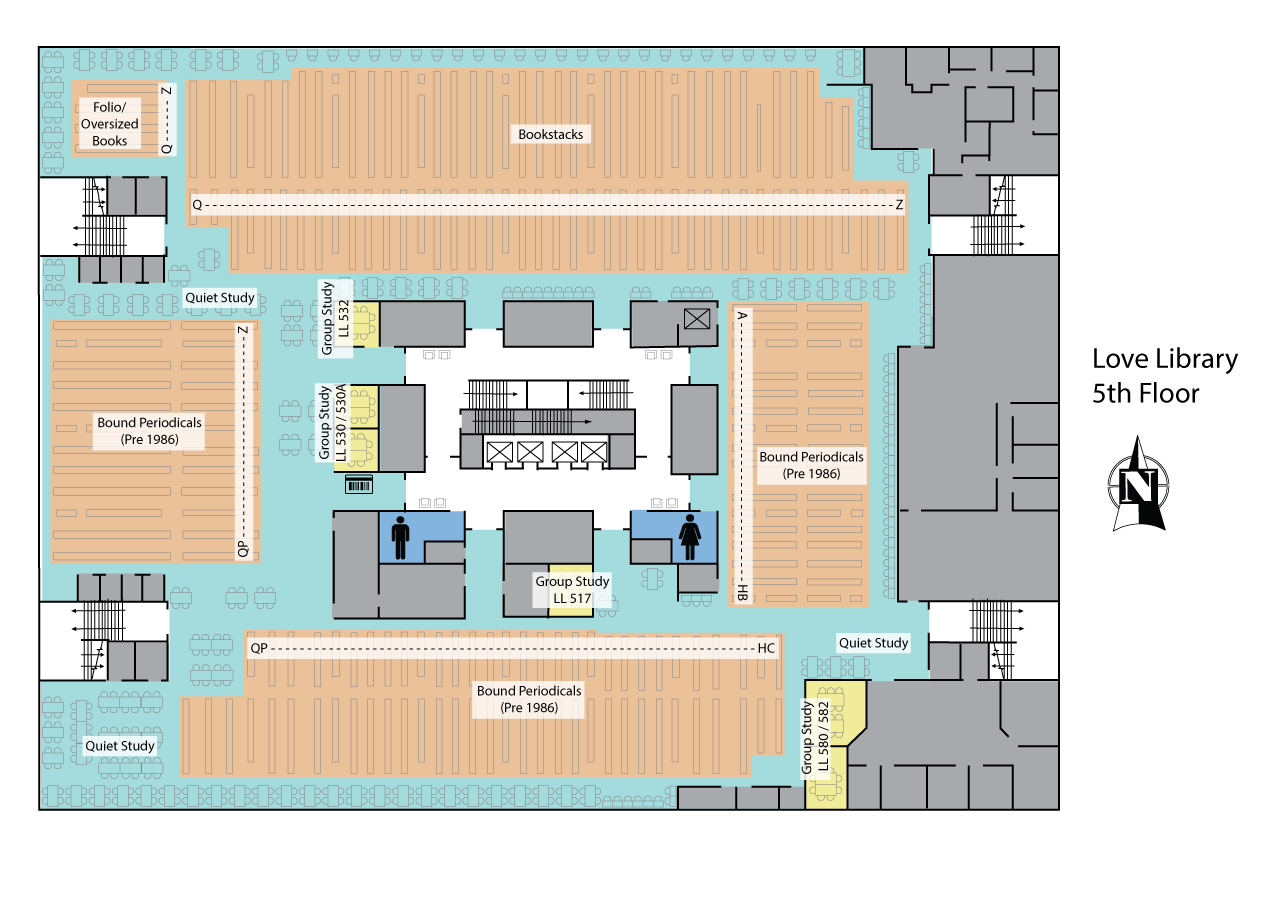 Folio/
Oversized
Books
Z
Q
Bookstacks
Q
Z
Quiet Study
Group Study
LL 532
Z
QP
Bound Periodicals
(Pre 1986)
Group Study
LL 530 / 530A
A
HB
Bound Periodicals
(Pre 1986)
Love Library
5th Floor
N
Group Study
LL 517
QP
HC
Quiet Study
Bound Periodicals
(Pre 1986)
Group Study
LL 580 / 582
Quiet Study